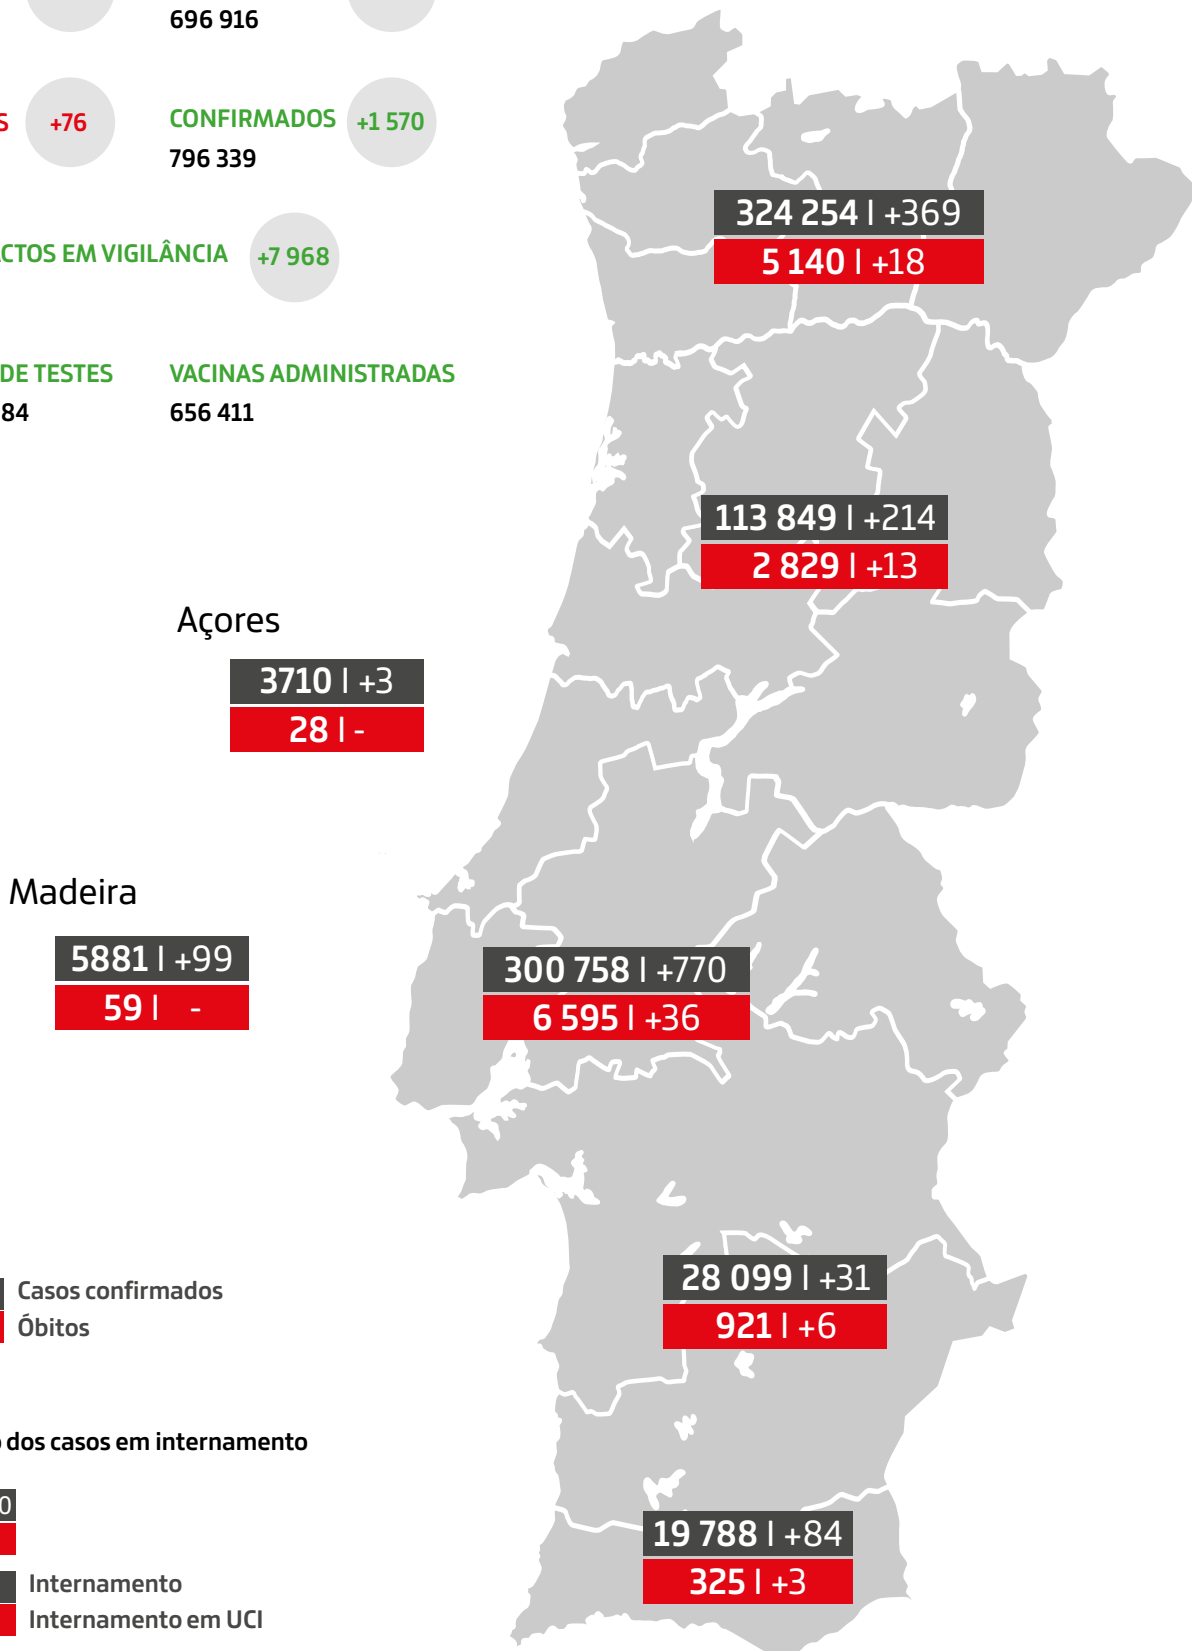 696 916
+76
CONFIRMADOS +1 570
796 339
EM VIGILÂNCIA +7 968
DE TESTES
84
VACINAS ADMINISTRADAS
656 411
324 254 | +369
5 140 | +18
113 849 | +214
2 829 | +13
Açores
3710 | +3
28 | -
Madeira
5881 | +99
59 | -
300 758 | +770
6 595 | +36
28 099 | +31
921 | +6
Casos confirmados
Óbitos
dos casos em internamento
0
Internamento
Internamento em UCI
19 788 | +84
325 | +3